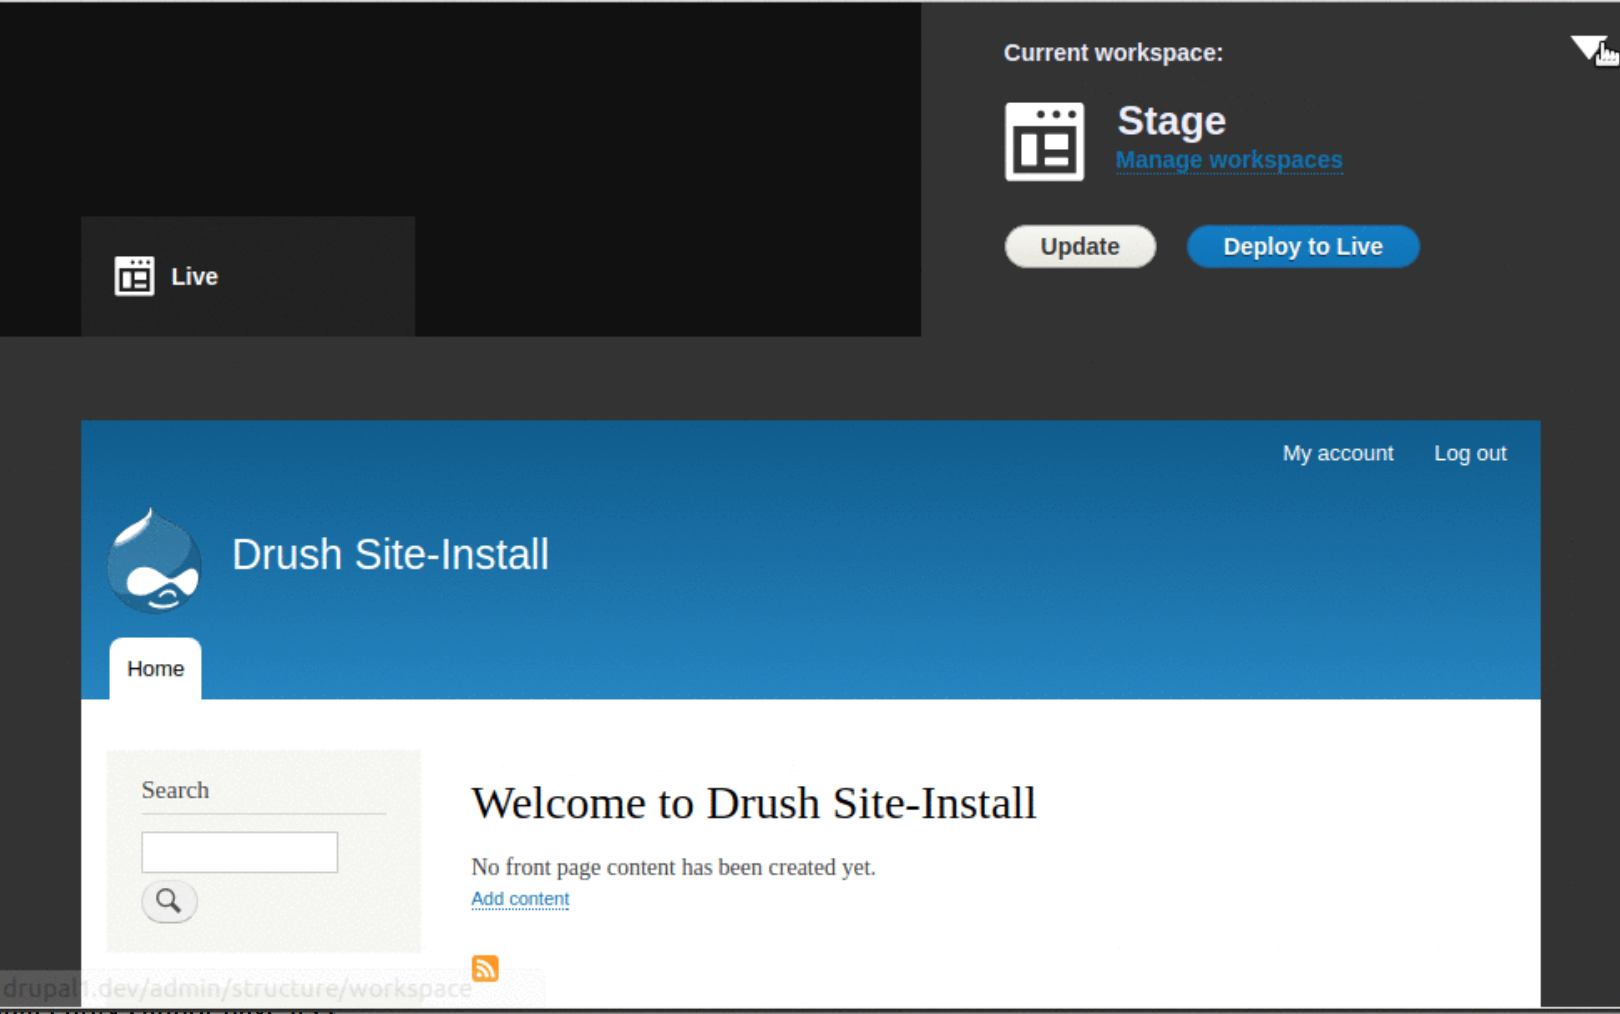 Current workspace:
Stage
Manage workspaces
Update
Deploy to Live
Live
My account
Log out
Drush Site-Install
Home
Search
Welcome to Drush Site-Install
No front page content has been created yet.
Add content
drupal1.dev/admin/structure/workspace